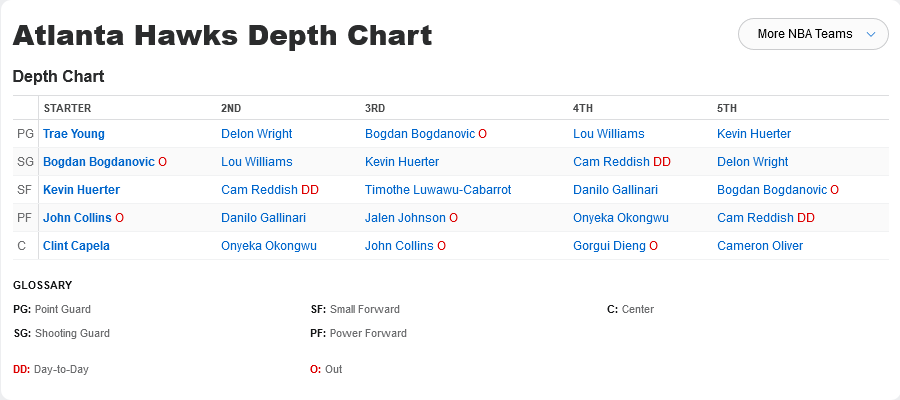 Atlanta Hawks Depth Chart
More NBA Teams
Depth Chart
STARTER 2ND 3RD 4TH 5TH
PG Trae Young Delon Wright Bogdan Bogdanovic O Lou Williams Kevin Huerter
SG Bogdan Bogdanovic O Lou Williams Kevin Huerter Cam Reddish DD Delon Wright
SF Kevin Huerter Cam Reddish DD Timothe Luwawu-Cabarrot Danilo Gallinari Bogdan Bogdanovic O
PF John Collins O Danilo Gallinari Jalen Johnson O Onyeka Okongwu Cam Reddish DD
C Clint Capela Onyeka Okongwu John Collins O Gorgui Dieng O Cameron Oliver
GLOSSARY
PG: Point Guard SF: Small Forward C: Center
SG: Shooting Guard PF: Power Forward
DD: Day-to-Day O: Out